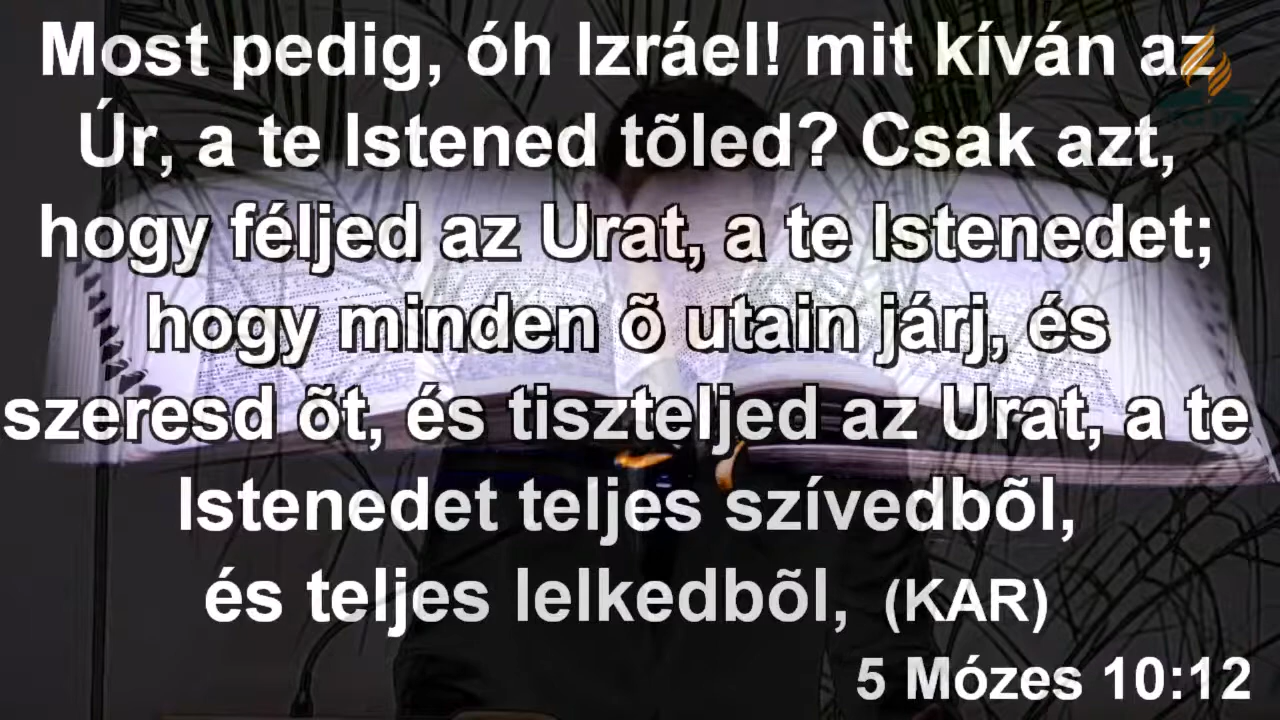 Most pedig, óh Izráel! mit kíván az
Úr, a te Istened tõled? Csak azt,
hogy féljed az Urat, a te Istenedet;
hogy minden õ utain járj, és
szeresd õt, és tiszteljed az Urat, a te
Istenedet teljes szívedbõl,
és teljes lelkedbõl, (KAR)
5 Mózes 10:12